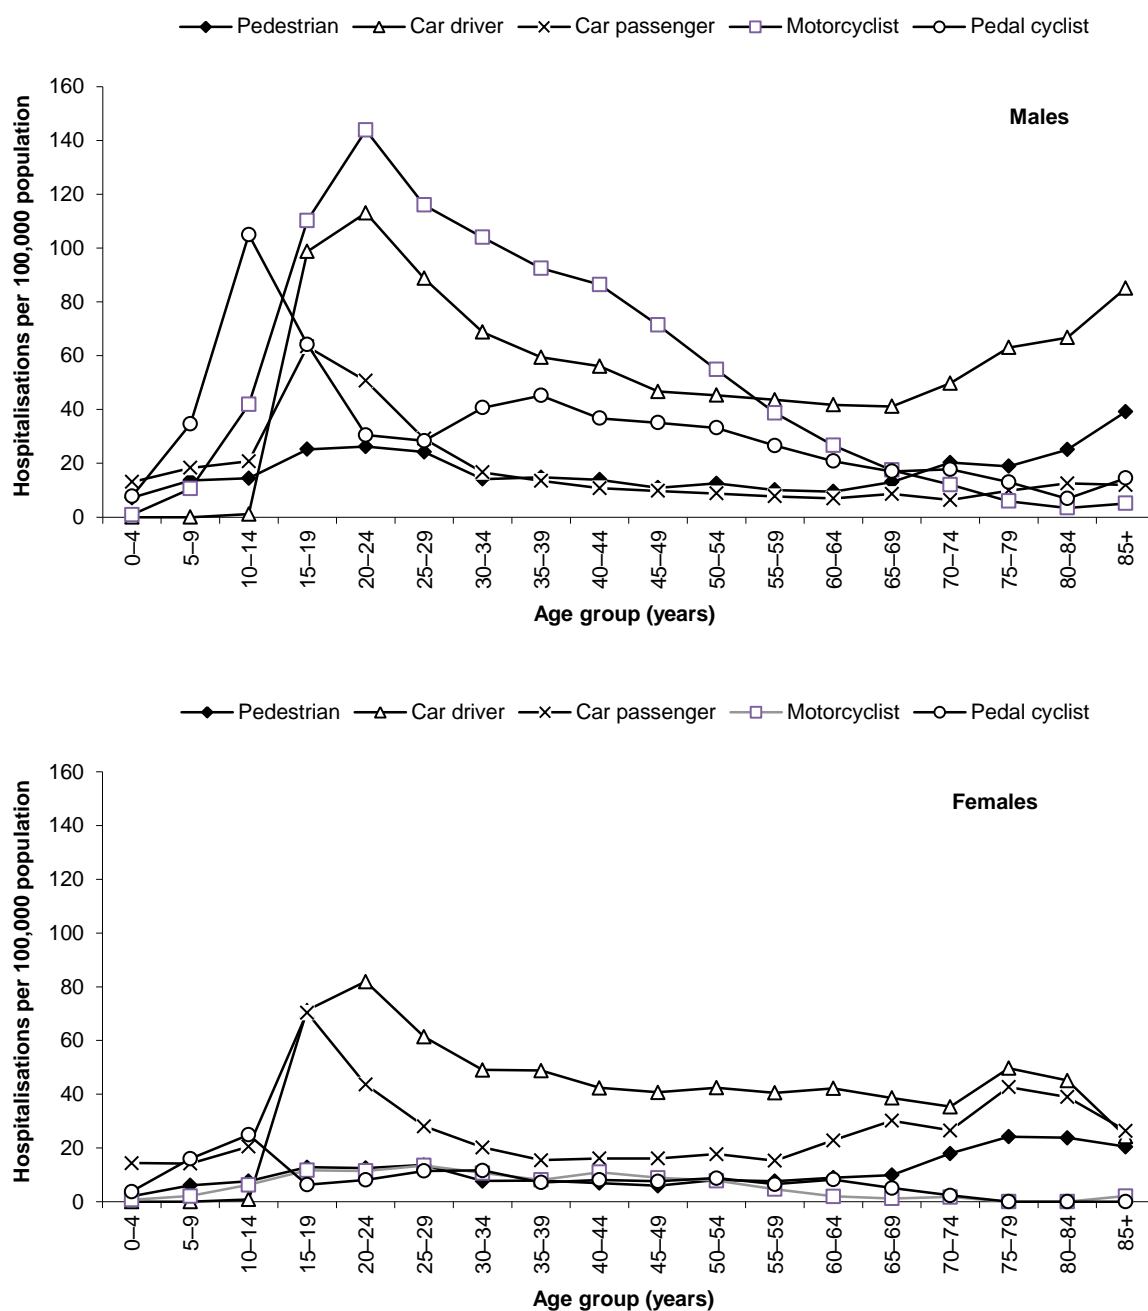 Pedestrian Car driver Car passenger Motorcyclist Pedal cyclist
Males
Hospitalisations per 100,000 population
160
140
120
100
80
60
40
20
0
0–4 5–9 10–14 15–19 20–24 25–29 30–34 35–39 40–44 45–49 50–54 55–59 60–64 65–69 70–74 75–79 80–84 85+
Age group (years)
Pedestrian Car driver Car passenger Motorcyclist Pedal cyclist
Females
Hospitalisations per 100,000 population
160
140
120
100
80
60
40
20
0
0–4 5–9 10–14 15–19 20–24 25–29 30–34 35–39 40–44 45–49 50–54 55–59 60–64 65–69 70–74 75–79 80–84 85+
Age group (years)